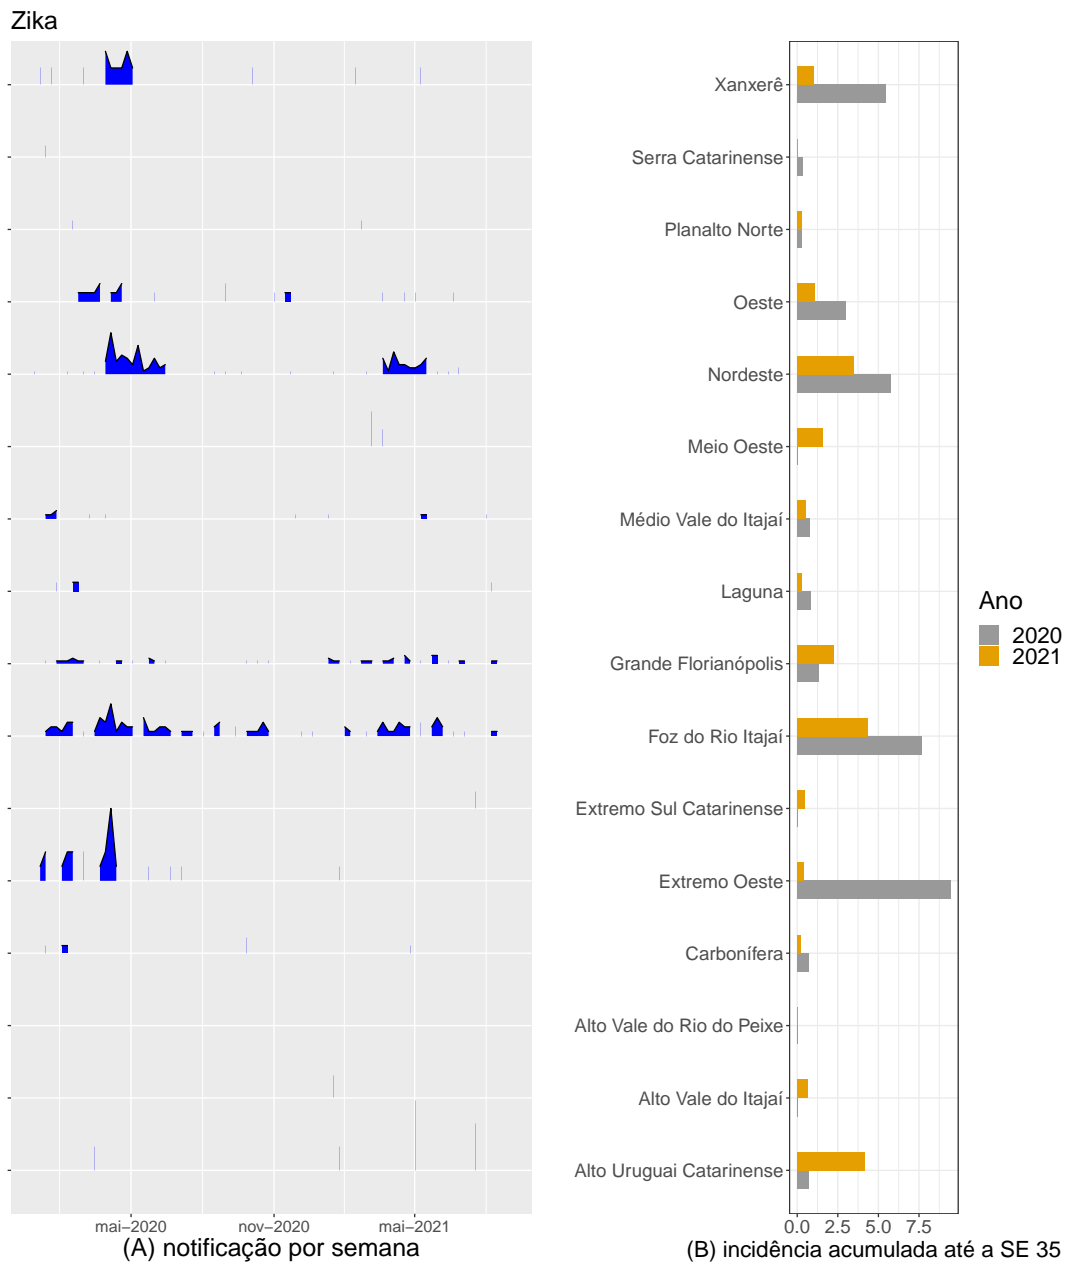 Zika
Xanxerê
Serra Catarinense
Planalto Norte
Oeste
Nordeste
Meio Oeste
Médio Vale do Itajaí
Laguna
Grande Florianópolis
Foz do Rio Itajaí
Extremo Sul Catarinense
Extremo Oeste
Carbonífera
Alto Vale do Rio do Peixe
Alto Vale do Itajaí
Alto Uruguai Catarinense
Ano
2020
2021
mai–2020 nov–2020 mai–2021
(A) notificação por semana
0.0 2.5 5.0 7.5
(B) incidência acumulada até a SE 35